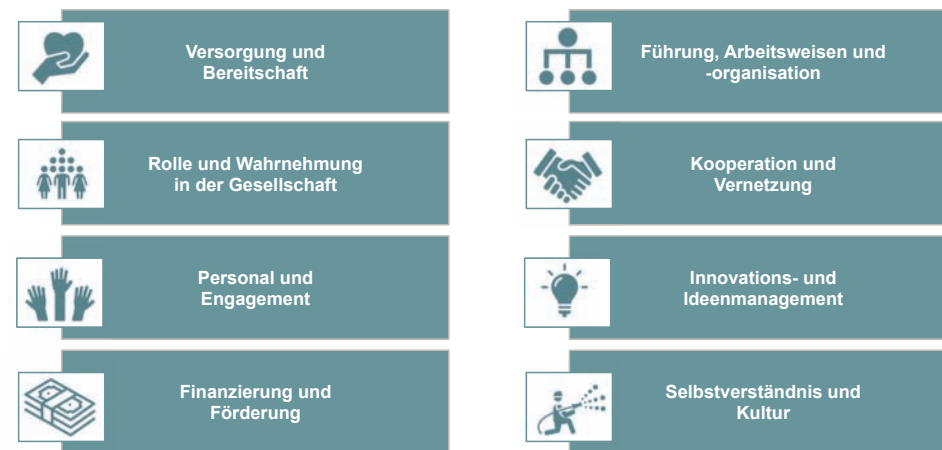 Versorgung und
Bereitschaft
Führung, Arbeitsweisen und
-organisation
Rolle und Wahrnehmung
in der Gesellschaft
Kooperation und
Vernetzung
Personal und
Engagement
Innovations- und
Ideenmanagement
Finanzierung und
Förderung
Selbstverständnis und
Kultur